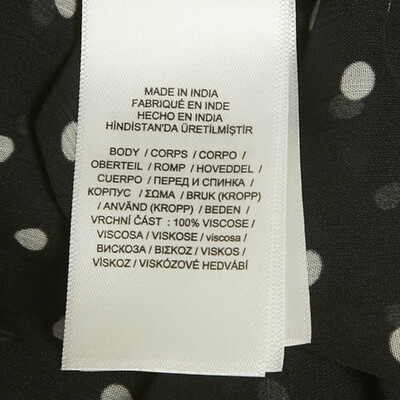 MADE IN INDIA
FABRIQUÉ EN INDE
HECHO EN INDIA
HİNDİSTAN'DA ÜRETİLMİŞTİR
BODY / CORPS / CORPO /
OBERTEIL / ROMP / HOVEDDEL /
CUERPO / ПЕРЕД И СПИНКА /
КОРПУС / ΣΩΜΑ / BRUK (KROPP)
/ ANVÄND (KROPP) / BEDEN /
VRCHNÍ ČÁST : 100% VISCOSE /
VISCOSA / VISKOSE / viscosa /
ВИСКОЗА / ΒΙΣΚΟΖ / VISKOS /
VİSKOZ / VISKÓZOVÉ HEDVÁBÍ